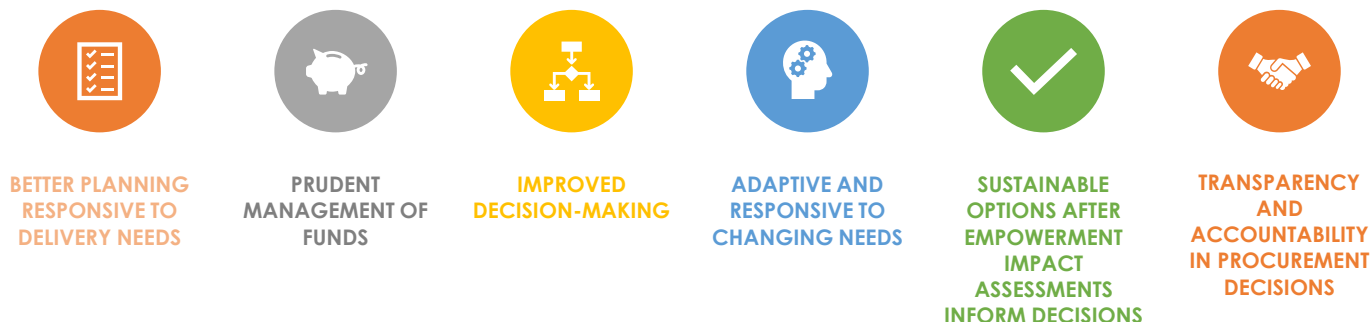 BETTER PLANNING
RESPONSIVE TO
DELIVERY NEEDS
PRUDENT
MANAGEMENT OF
FUNDS
IMPROVED
DECISION-MAKING
ADAPTIVE AND
RESPONSIVE TO
CHANGING NEEDS
SUSTAINABLE
OPTIONS AFTER
EMPOWERMENT
IMPACT
ASSESSMENTS
INFORM DECISIONS
TRANSPARENCY
AND
ACCOUNTABILITY
IN PROCUREMENT
DECISIONS